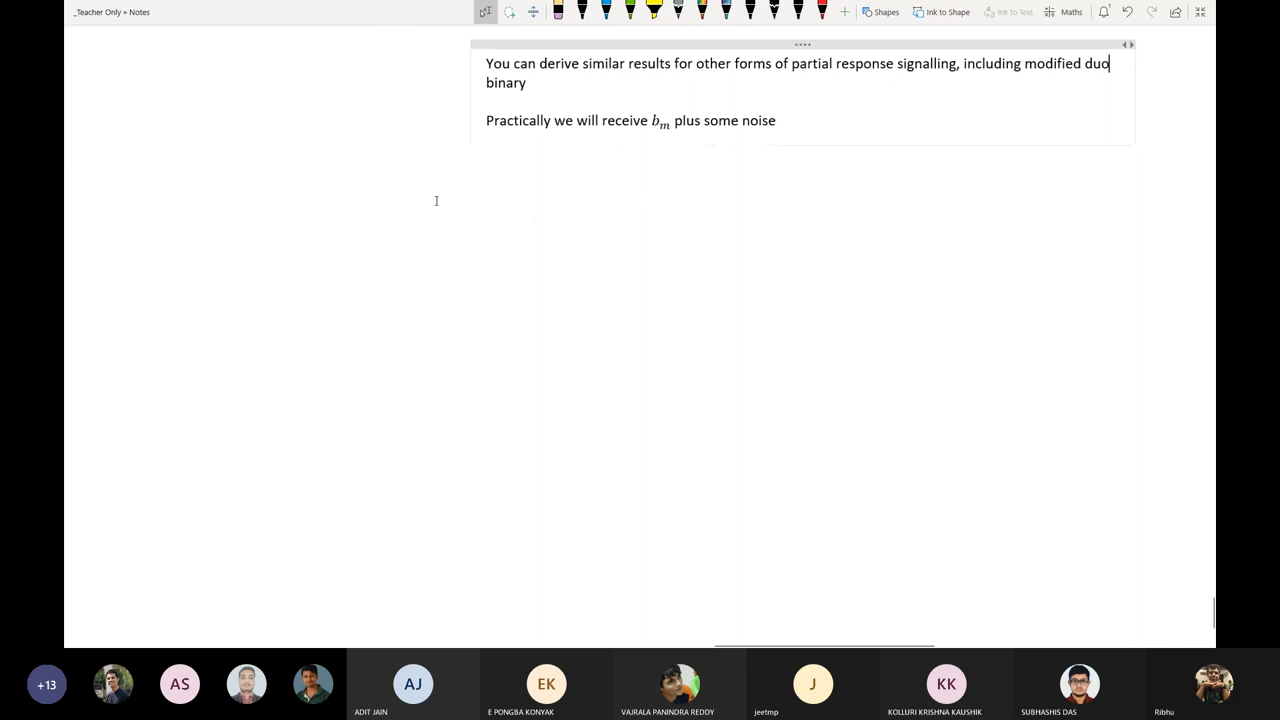 _Teacher Only » Notes
Shapes
Ink to Shape
Ink to Text
Maths
You can derive similar results for other forms of partial response signalling, including modified duo
binary
Practically we will receive bₘ plus some noise
+13
AS
AJ
EK
J
KK
ADIT JAIN
E PONGBA KONYAK
VAJRALA PANINDRA REDDY
jeetmp
KOLLURI KRISHNA KAUSHIK
SUBHASHIS DAS
Ribhu